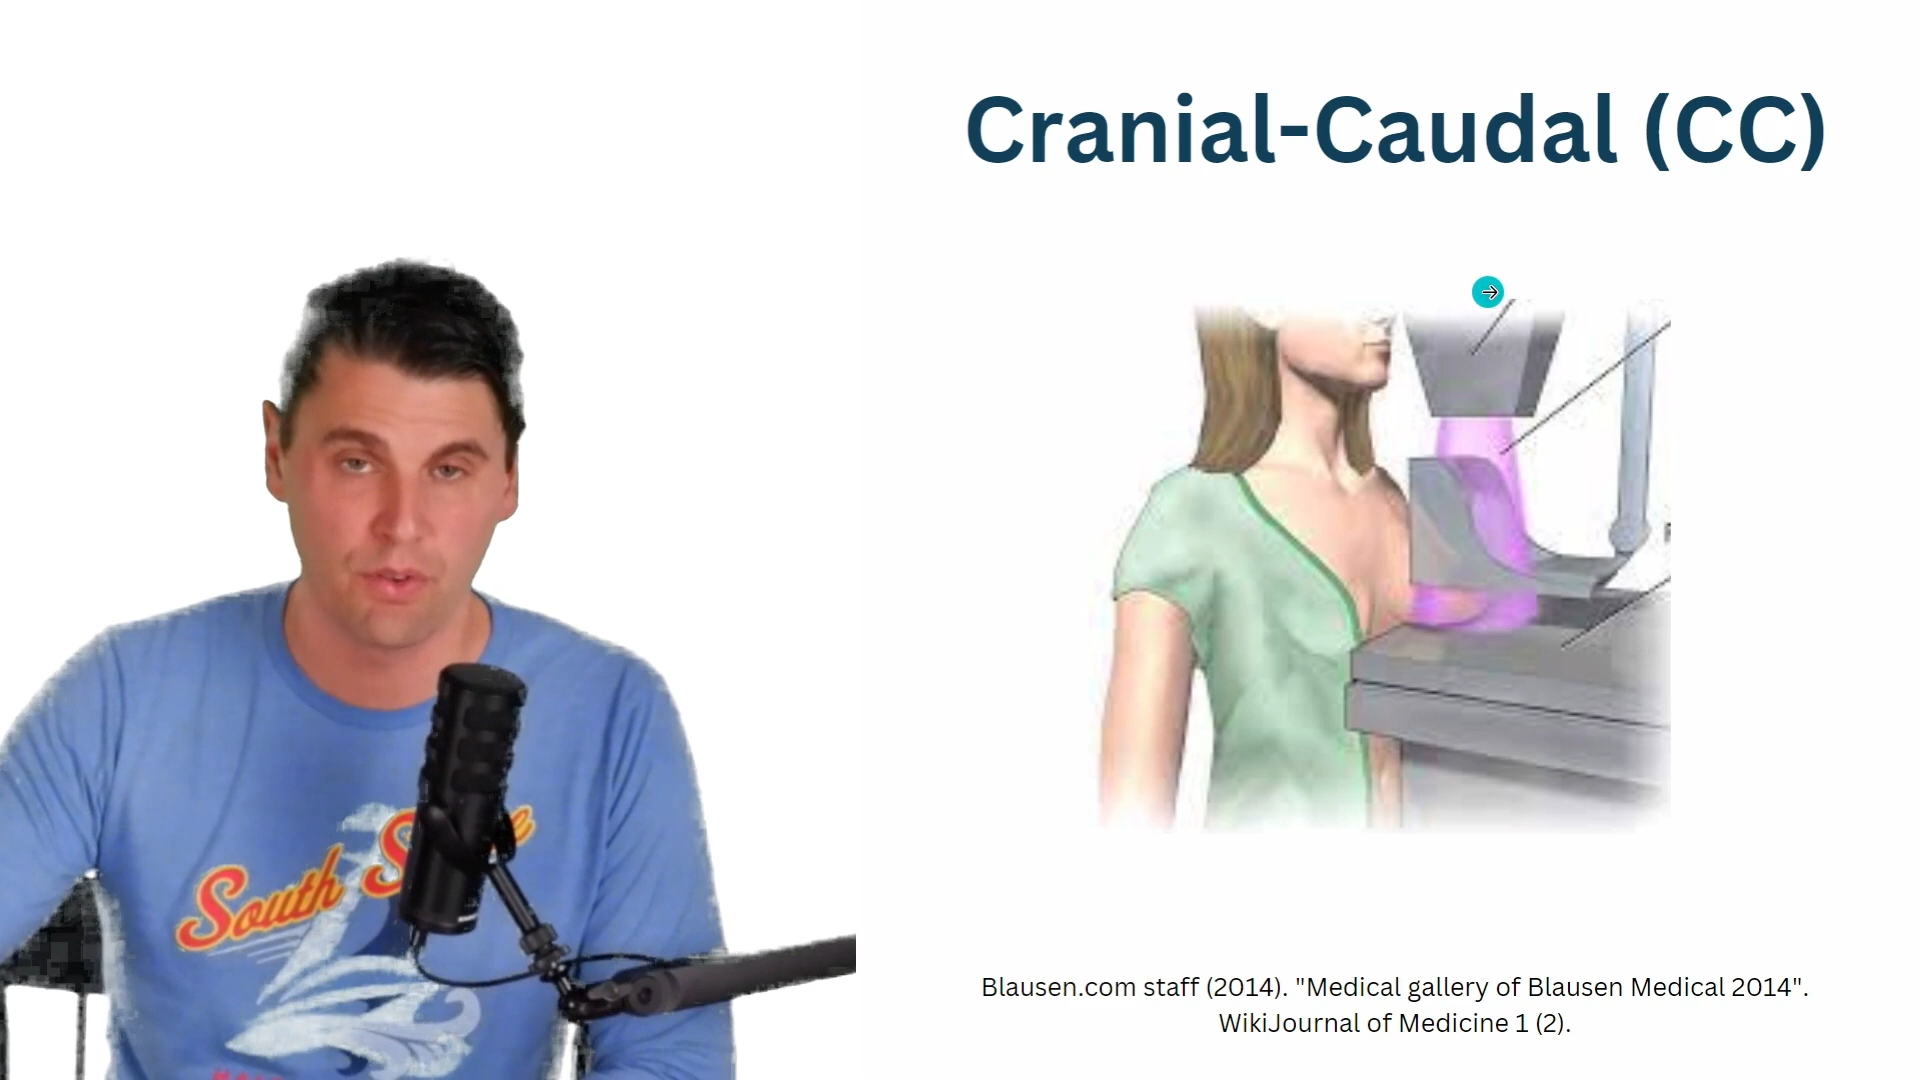 Cranial-Caudal (CC)
South
Blausen.com staff (2014). "Medical gallery of Blausen Medical 2014".
WikiJournal of Medicine 1 (2).